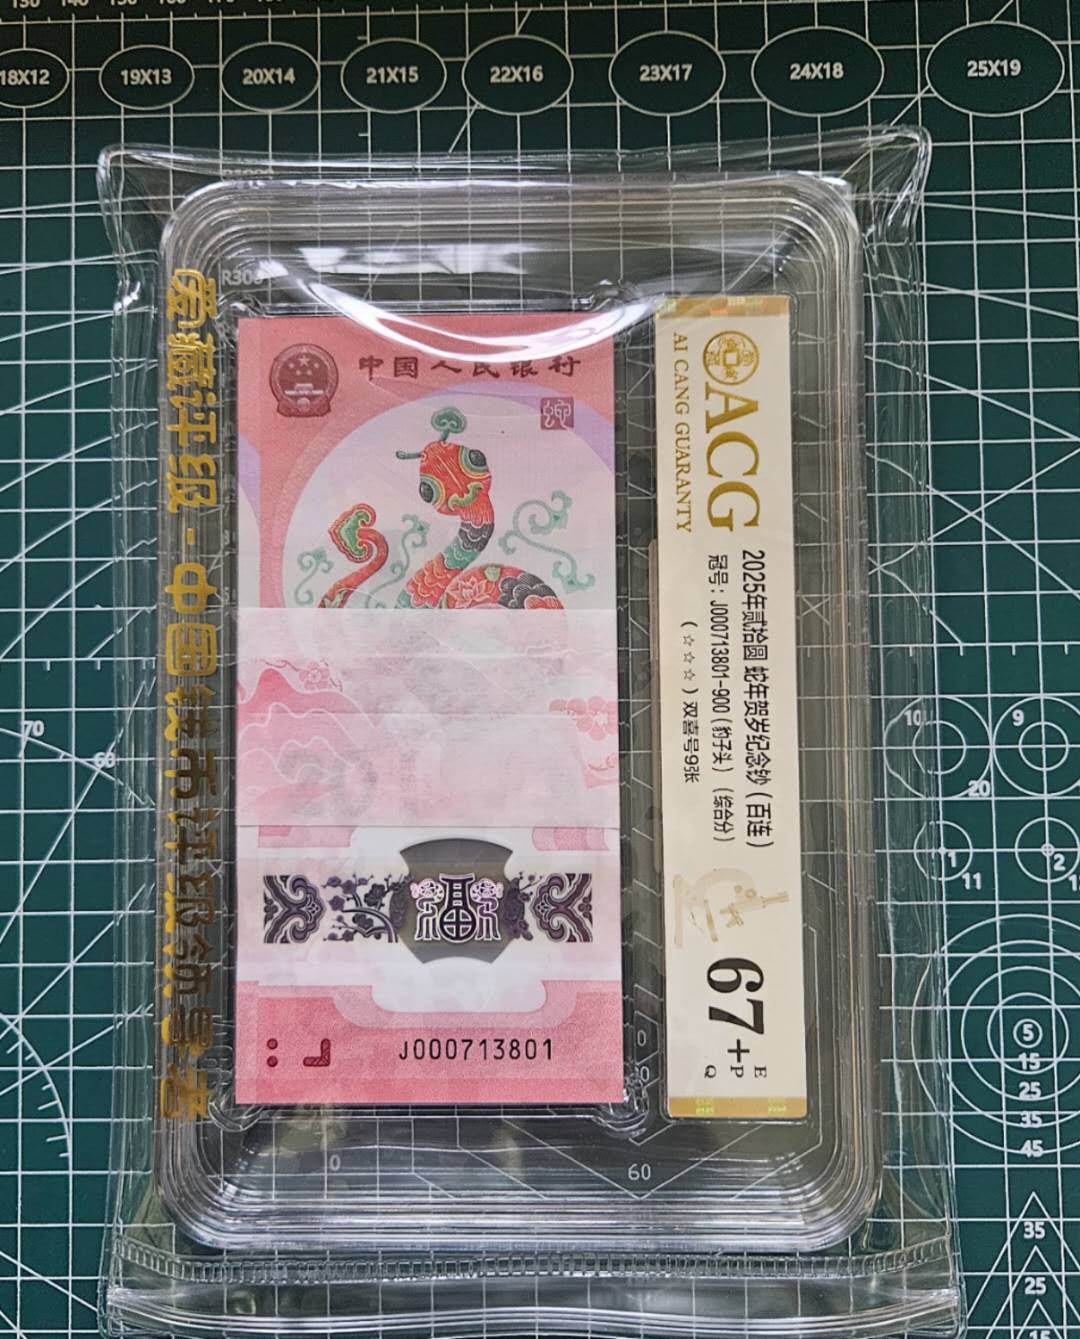 18X12
19X13
20X14
21X15
22X16
23X17
24X18
25X19
爱藏评级-中国钱币评级领导者
中国人民银行
J000713801
ACG
AI CANG GUARANTY
2025年贰拾圆 蛇年贺岁纪念钞（百连）
冠号：J000713801-900（豹子头）（综合分）
（☆☆☆）双喜号9张
67+
E
P
Q
70
60
10
9
20
1
2
11
5
15
25
35
45
0
60
35
25